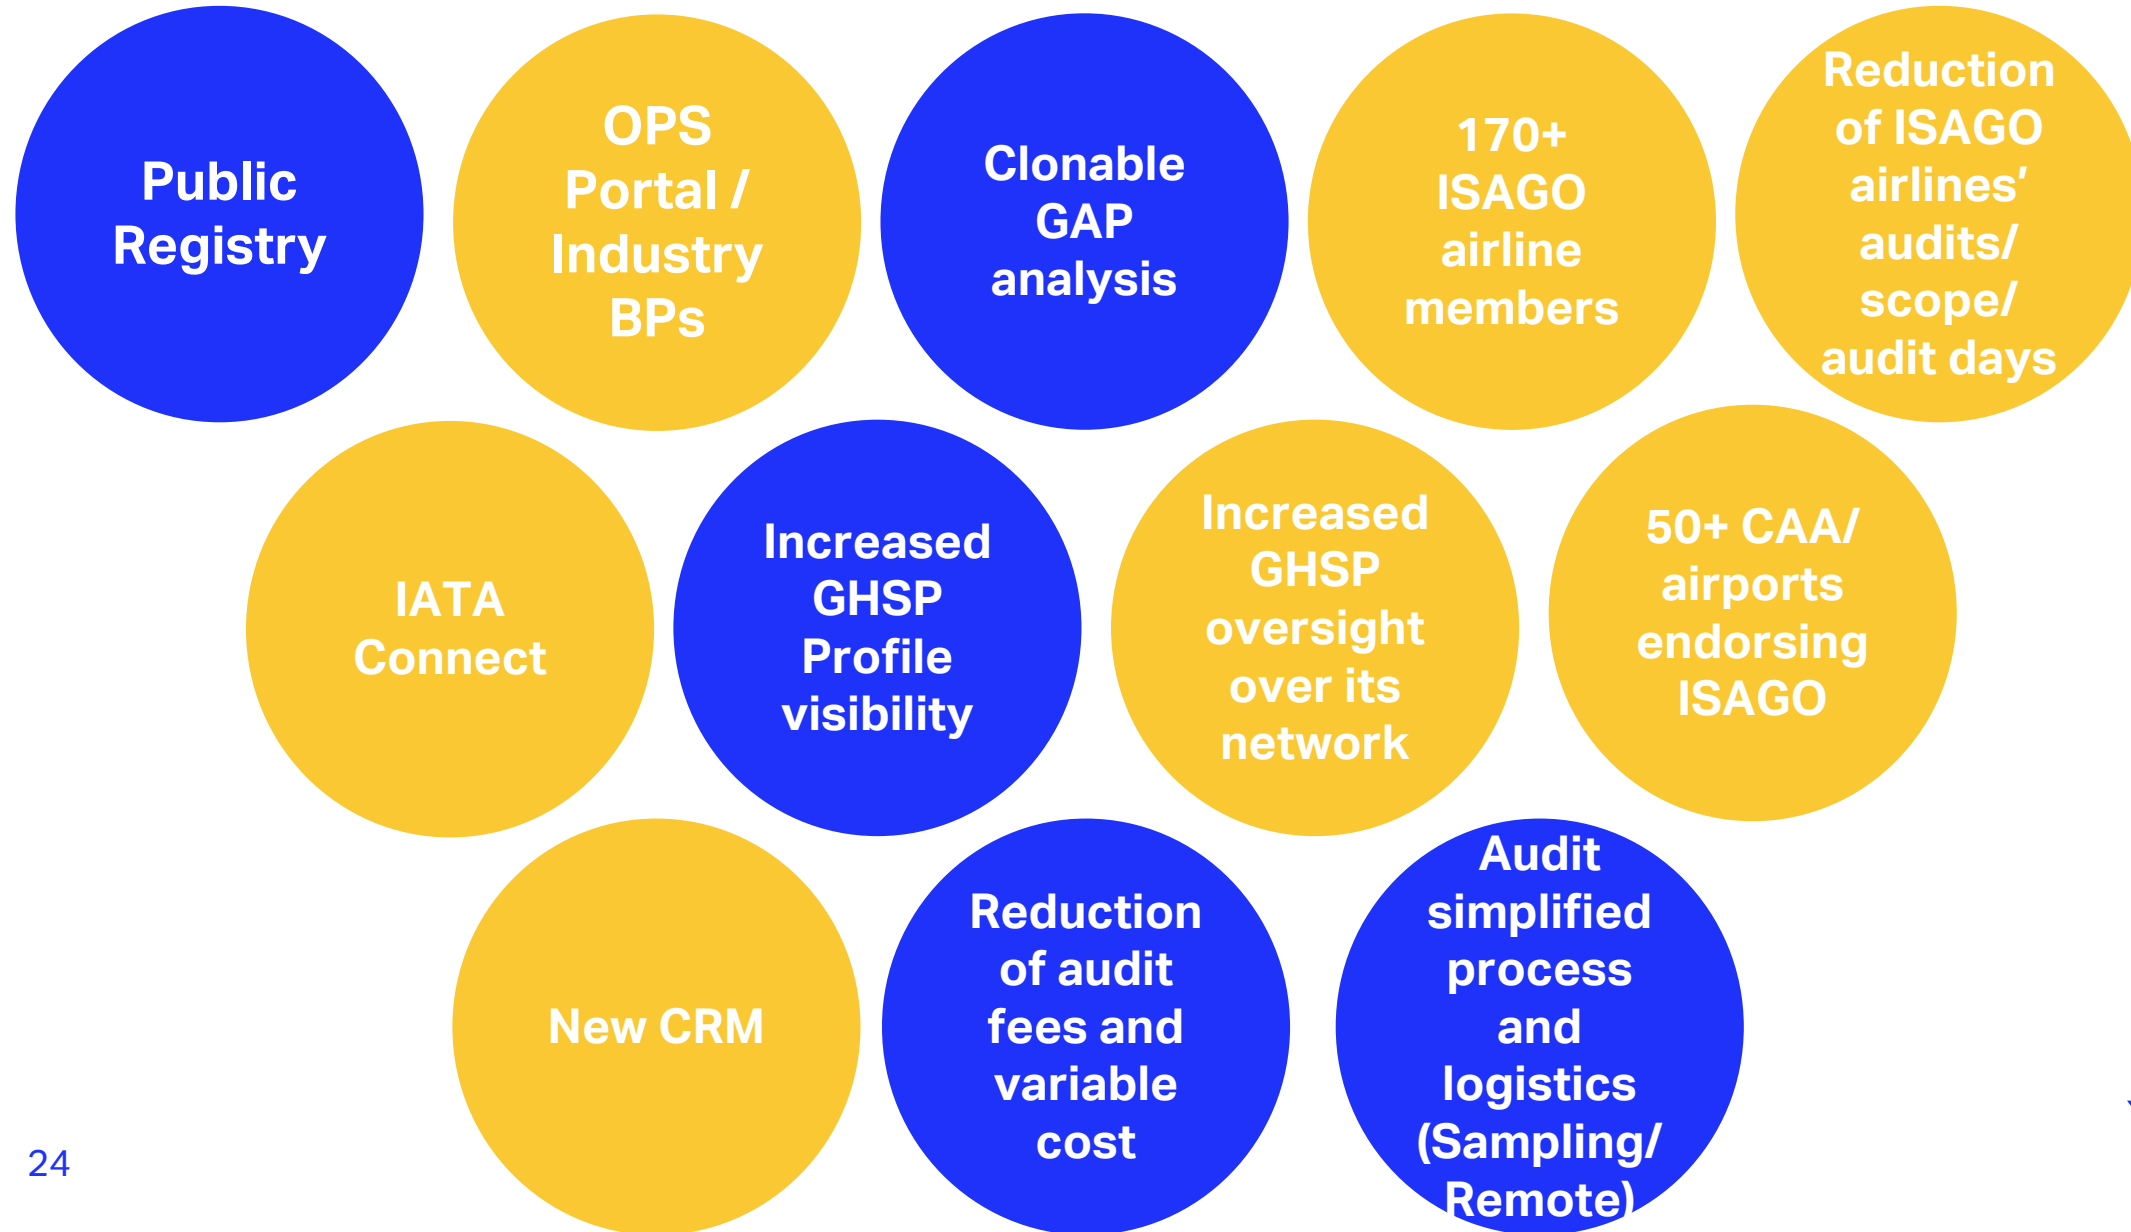 Public
Registry
OPS
Portal /
Industry
BPs
Clonable
GAP
analysis
170+
ISAGO
airline
members
Reduction
of ISAGO
airlines'
audits/
scope/
audit days
IATA
Connect
Increased
GHSP
Profile
visibility
Increased
GHSP
oversight
over its
network
50+ CAA/
airports
endorsing
ISAGO
New CRM
Reduction
of audit
fees and
variable
cost
Audit
simplified
process
and
logistics
(Sampling/
Remote)
24